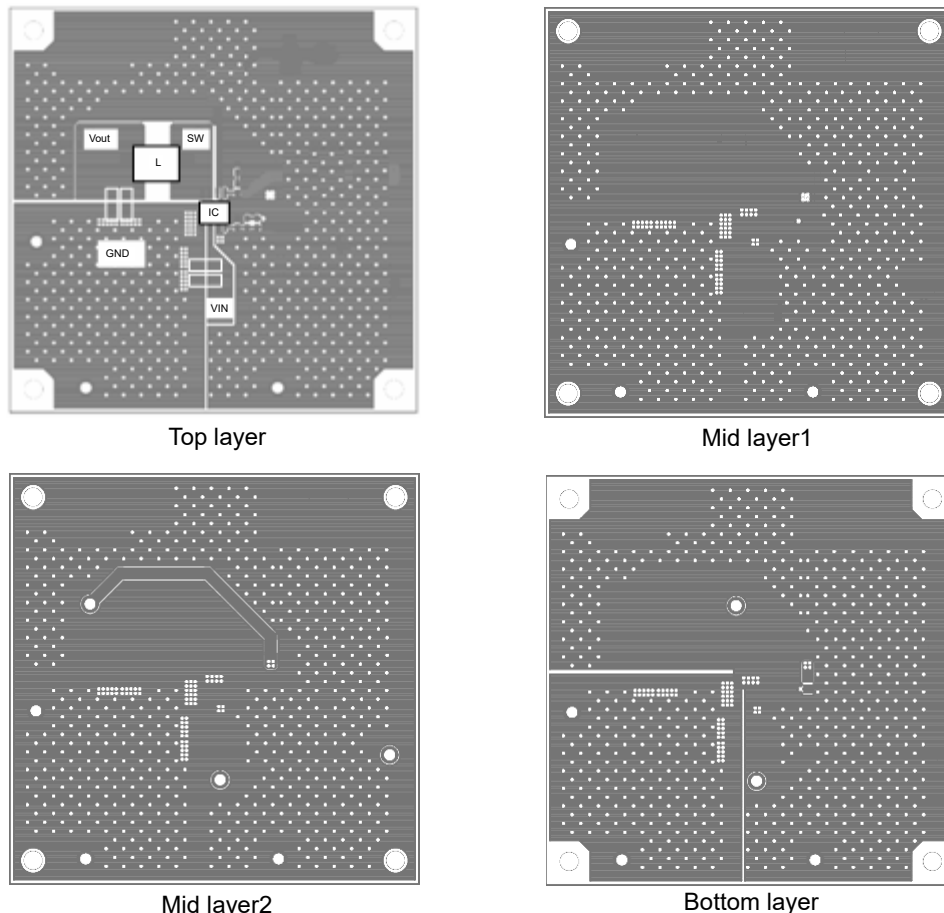 Vout
SW
L
IC
GND
VIN
Top layer
Mid layer1
Mid layer2
Bottom layer